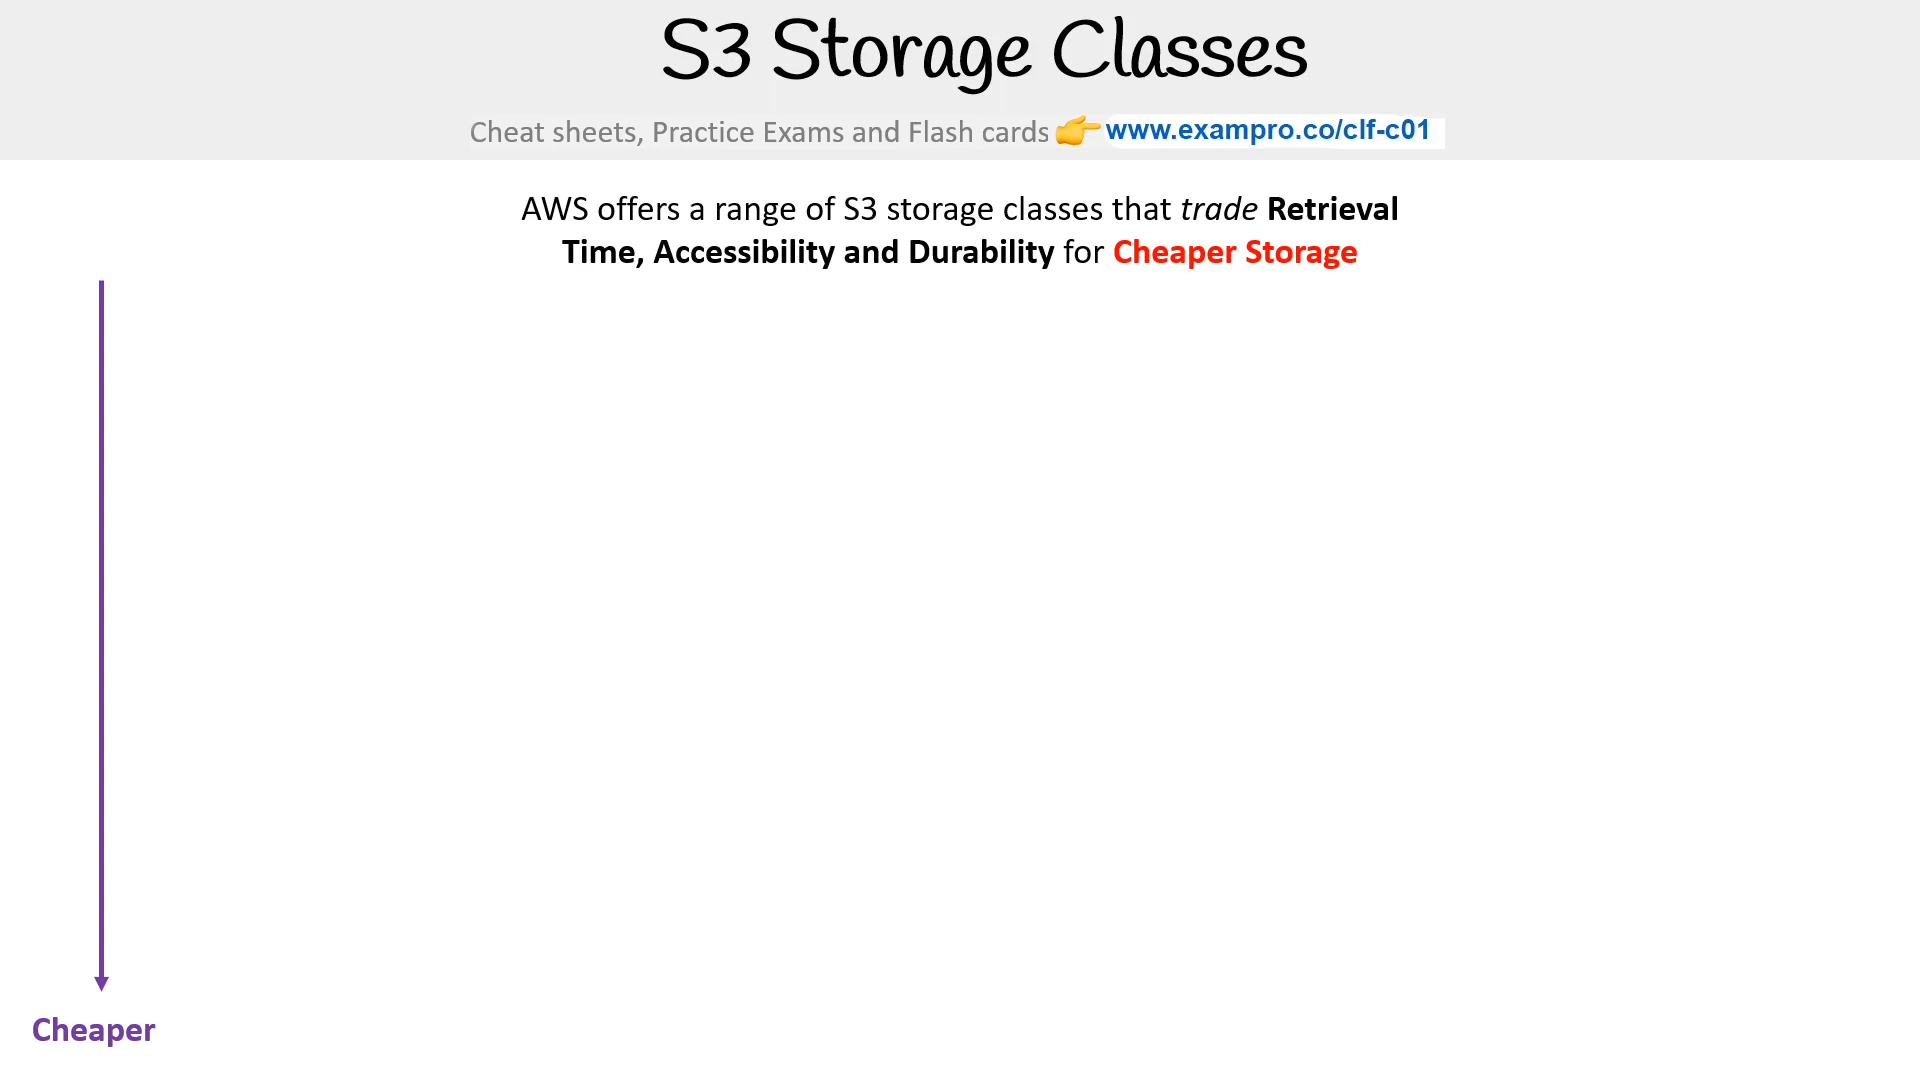 S3 Storage Classes
Cheat sheets, Practice Exams and Flash cards 👉 www.exampro.co/clf-c01
AWS offers a range of S3 storage classes that trade Retrieval
Time, Accessibility and Durability for Cheaper Storage
Cheaper